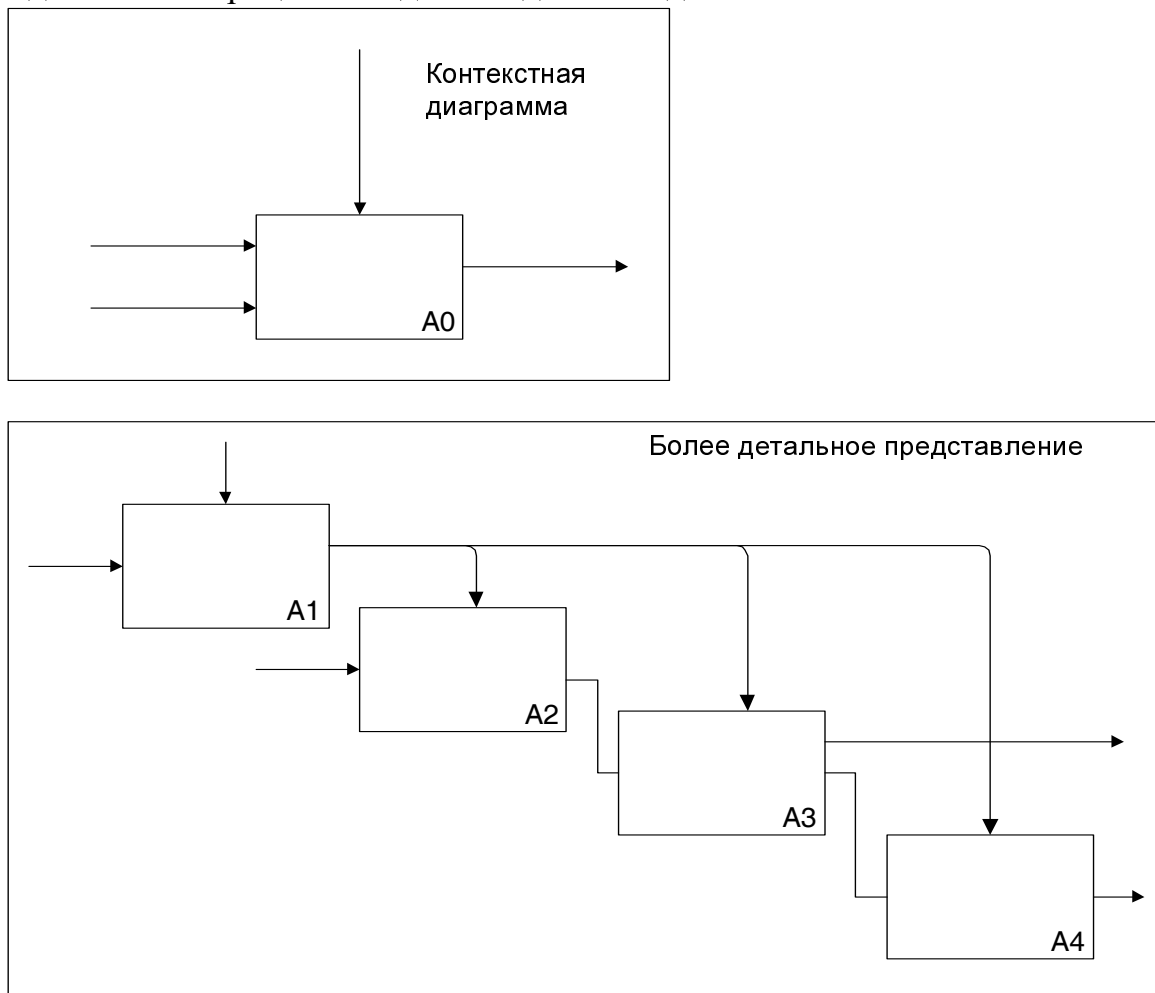 Контекстная
диаграмма
A0
Более детальное представление
A1
A2
A3
A4